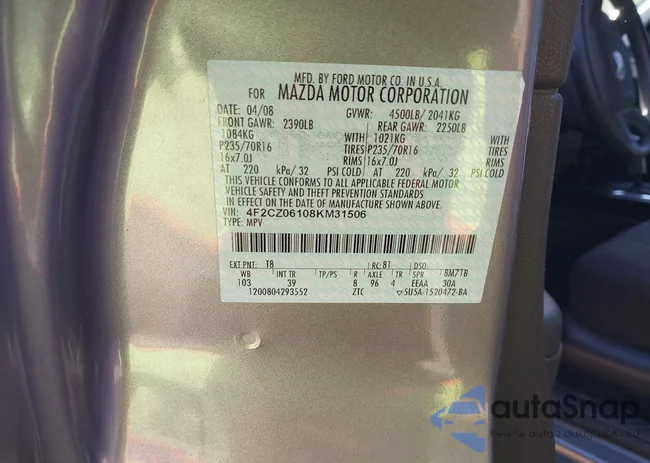 MFD. BY FORD MOTOR CO. IN U.S.A.
FOR MAZDA MOTOR CORPORATION
DATE: 04/08 GVWR: 4500LB/ 2041KG
FRONT GAWR: 2390LB REAR GAWR: 2250LB
1084KG WITH 1021KG WITH
P235/70R16 TIRES P235/70R16 TIRES
16x7.0J RIMS 16x7.0J RIMS
AT 220 kPa/ 32 PSI COLD AT 220 kPa/ 32 PSI COLD
THIS VEHICLE CONFORMS TO ALL APPLICABLE FEDERAL MOTOR
VEHICLE SAFETY AND THEFT PREVENTION STANDARDS
IN EFFECT ON THE DATE OF MANUFACTURE SHOWN ABOVE.
VIN: 4F2CZ06108KM31506
TYPE: MPV
EXT PNT: T8 RC: 81 DSO:
WB INT TR TP/PS R AXLE TR SPR 8M7TB
103 39 8 96 4 EEAA 30A
1200804293552 ZTC 5U5A-1520472-BA
autaSnap
Pewne auta i aukcje z USA